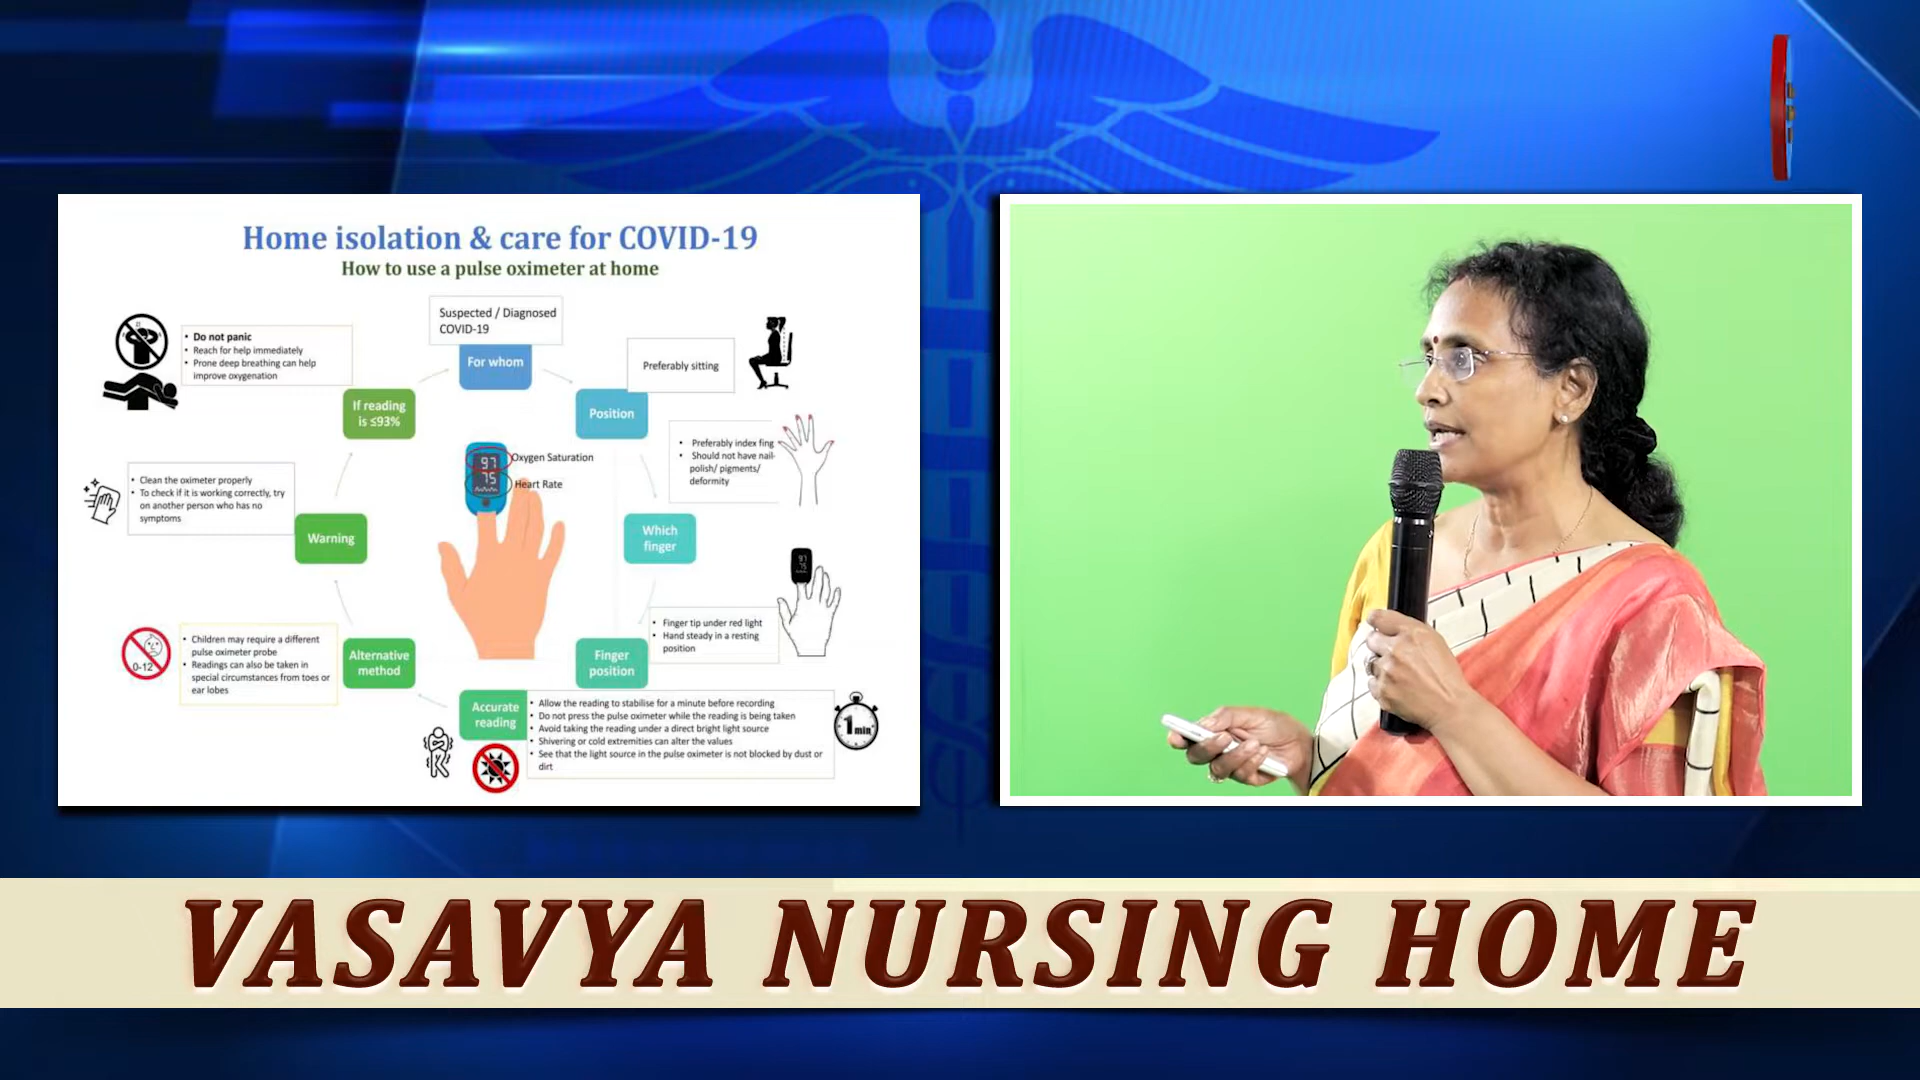 Home isolation & care for COVID-19
How to use a pulse oximeter at home
Suspected / Diagnosed
COVID-19
For whom
Preferably sitting
Position
• Preferably index fing
• Should not have nail-
polish/ pigments/
deformity
Which
finger
97
75
• Finger tip under red light
• Hand steady in a resting
position
Finger
position
Accurate
reading
• Allow the reading to stabilise for a minute before recording
• Do not press the pulse oximeter while the reading is being taken
• Avoid taking the reading under a direct bright light source
• Shivering or cold extremities can alter the values
• See that the light source in the pulse oximeter is not blocked by dust or
dirt
1 min
Alternative
method
• Children may require a different
pulse oximeter probe
• Readings can also be taken in
special circumstances from toes or
ear lobes
0-12
Warning
• Clean the oximeter properly
• To check if it is working correctly, try
on another person who has no
symptoms
If reading
is ≤93%
• Do not panic
• Reach for help immediately
• Prone deep breathing can help
improve oxygenation
97 Oxygen Saturation
75 Heart Rate
VASAVYA NURSING HOME